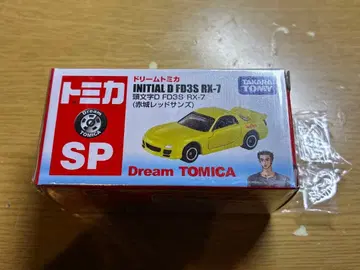 トミカ
Dream
TOMICA
SP
ドリームトミカ
INITIAL D FD3S RX-7
頭文字D FD3S RX-7
(赤城レッドサンズ)
TAKARA
TOMY
Dream TOMICA